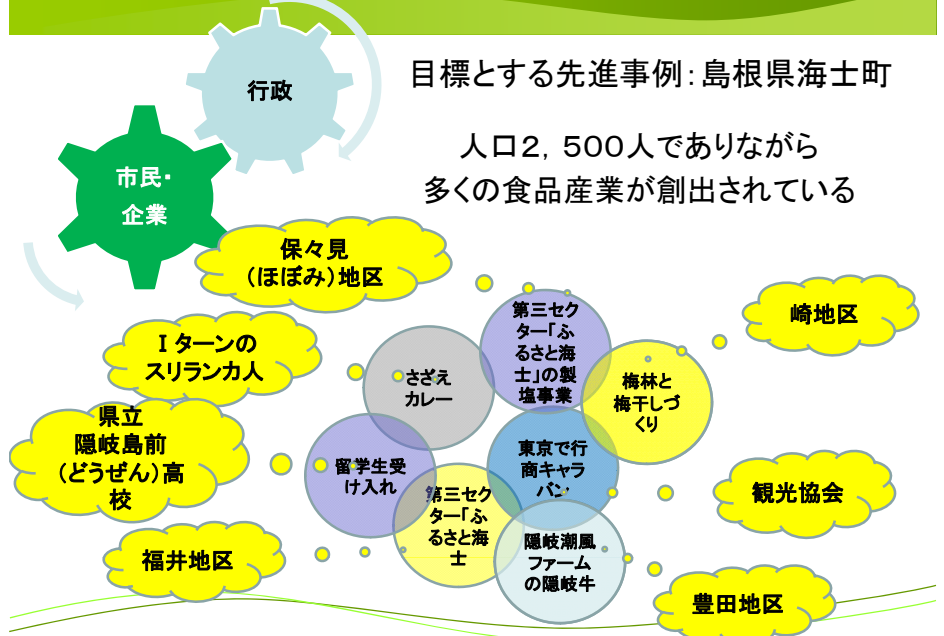 行政
目標とする先進事例：島根県海士町
人口２，５００人でありながら
多くの食品産業が創出されている
市民・
企業
保々見
（ほぼみ）地区
Ｉターンの
スリランカ人
県立
隠岐島前
（どうぜん）高
校
福井地区
さざえ
カレー
第三セク
ター「ふ
るさと海
士」の製
塩事業
梅林と
梅干しづ
くり
留学生受
け入れ
第三セク
ター「ふ
るさと海
士
東京で行
商キャラ
バン
隠岐潮風
ファーム
の隠岐牛
崎地区
観光協会
豊田地区